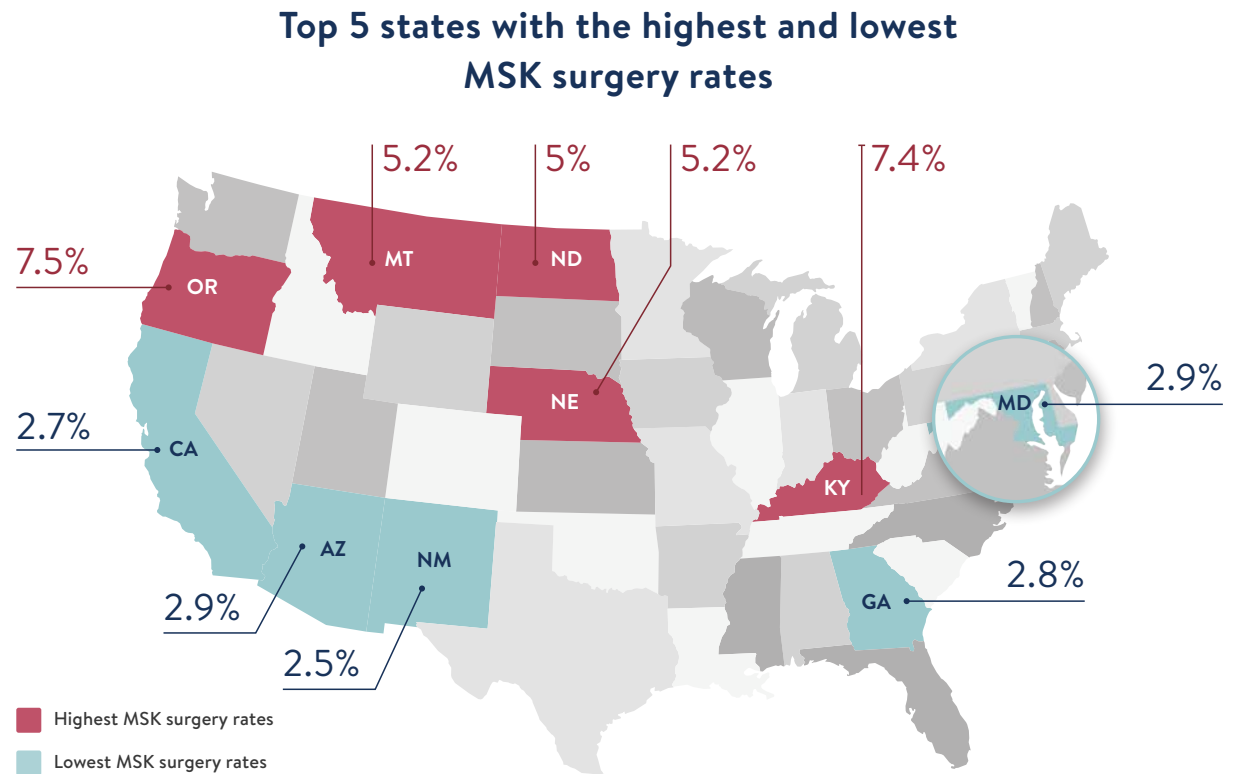 Top 5 states with the highest and lowest
MSK surgery rates
5.2%
5%
5.2%
7.4%
7.5%
MT
ND
OR
2.9%
NE
MD
2.7%
CA
KY
AZ
NM
2.8%
GA
2.9%
2.5%
Highest MSK surgery rates
Lowest MSK surgery rates